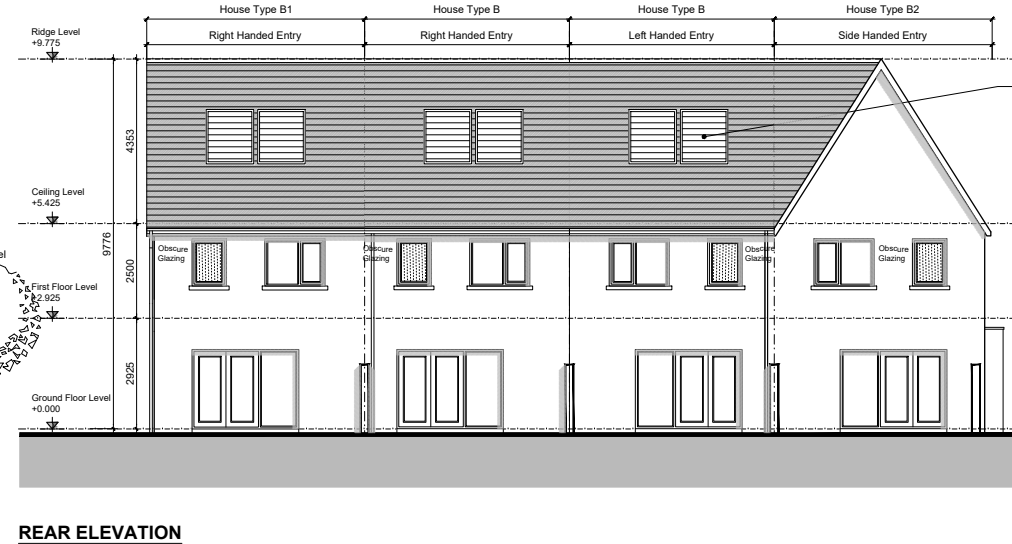 House Type B1
House Type B
House Type B
House Type B2
Right Handed Entry
Right Handed Entry
Left Handed Entry
Side Handed Entry
Ridge Level
+9.775
4353
Ceiling Level
+5.425
9776
2500
Obscure
Glazing
Obscure
Glazing
Obscure
Glazing
Obscure
Glazing
First Floor Level
+2.925
2925
Ground Floor Level
+0.000
REAR ELEVATION